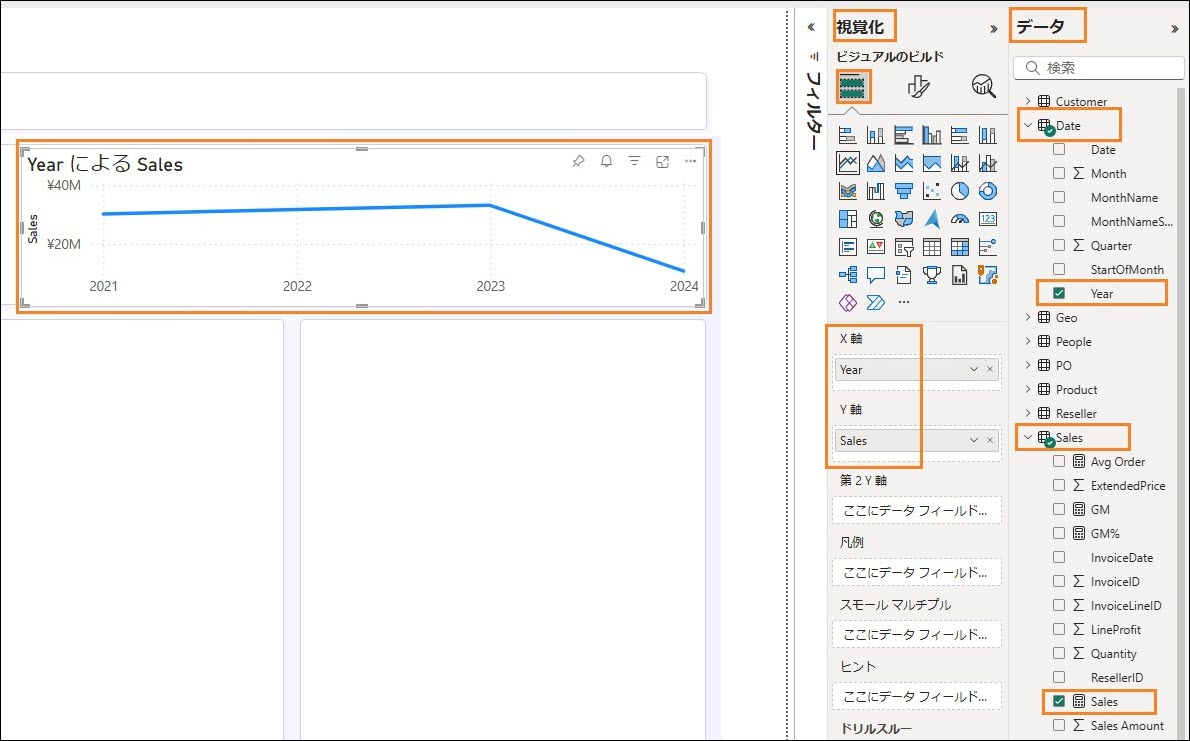 Year による Sales
¥40M
¥20M
Sales
2021
2022
2023
2024
フィルター
視覚化
ビジュアルのビルド
123
X 軸
Year
Y 軸
Sales
第 2 Y 軸
ここにデータ フィールド...
凡例
ここにデータ フィールド...
スモール マルチプル
ここにデータ フィールド...
ヒント
ここにデータ フィールド...
ドリルスルー
データ
検索
Customer
Date
Date
Month
MonthName
MonthNameS...
Quarter
StartOfMonth
Year
Geo
People
PO
Product
Reseller
Sales
Avg Order
ExtendedPrice
GM
GM%
InvoiceDate
InvoiceID
InvoiceLineID
LineProfit
Quantity
ResellerID
Sales
Sales Amount